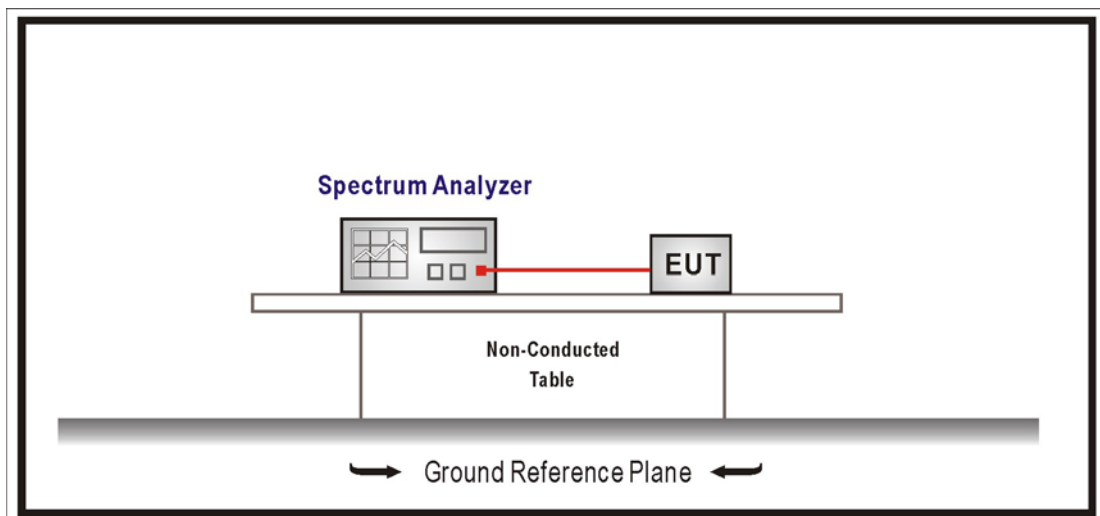 Spectrum Analyzer
EUT
Non-Conducted
Table
Ground Reference Plane